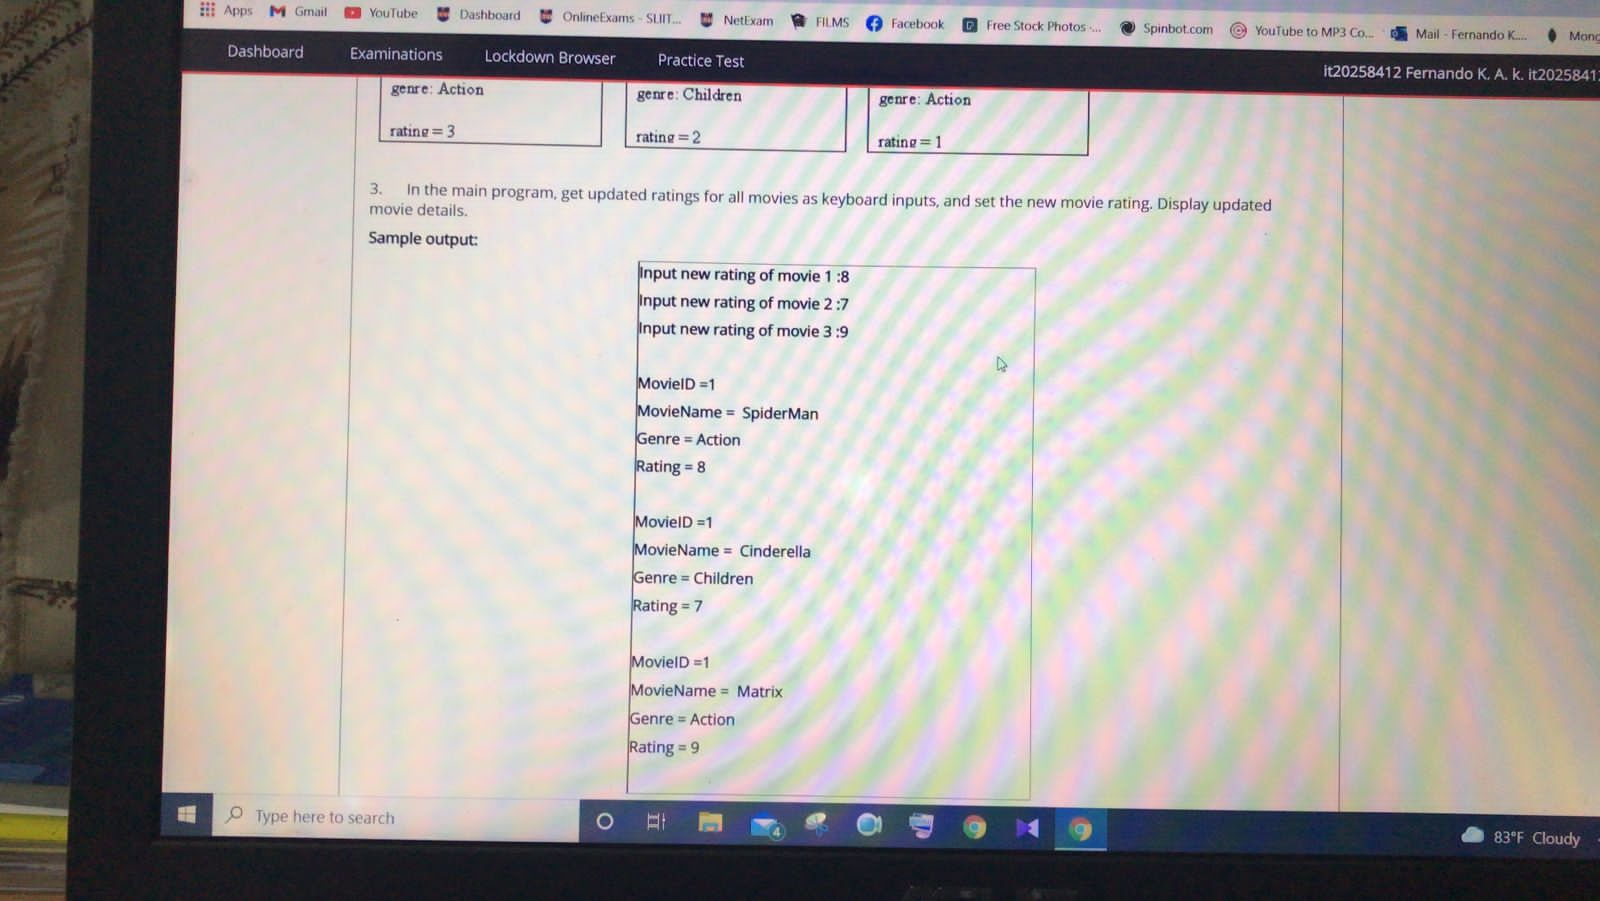 Apps Gmail YouTube Dashboard OnlineExams - SLIIT... NetExam FILMS Facebook Free Stock Photos -... Spinbot.com YouTube to MP3 Co... Mail - Fernando K.... Mong
Dashboard Examinations Lockdown Browser Practice Test it20258412 Fernando K. A. k. it2025841
genre: Action genre: Children genre: Action
rating = 3 rating = 2 rating = 1
3. In the main program, get updated ratings for all movies as keyboard inputs, and set the new movie rating. Display updated
movie details.
Sample output:
Input new rating of movie 1 :8
Input new rating of movie 2 :7
Input new rating of movie 3 :9
MovieID =1
MovieName = SpiderMan
Genre = Action
Rating = 8
MovieID =1
MovieName = Cinderella
Genre = Children
Rating = 7
MovieID =1
MovieName = Matrix
Genre = Action
Rating = 9
Type here to search 4 83°F Cloudy